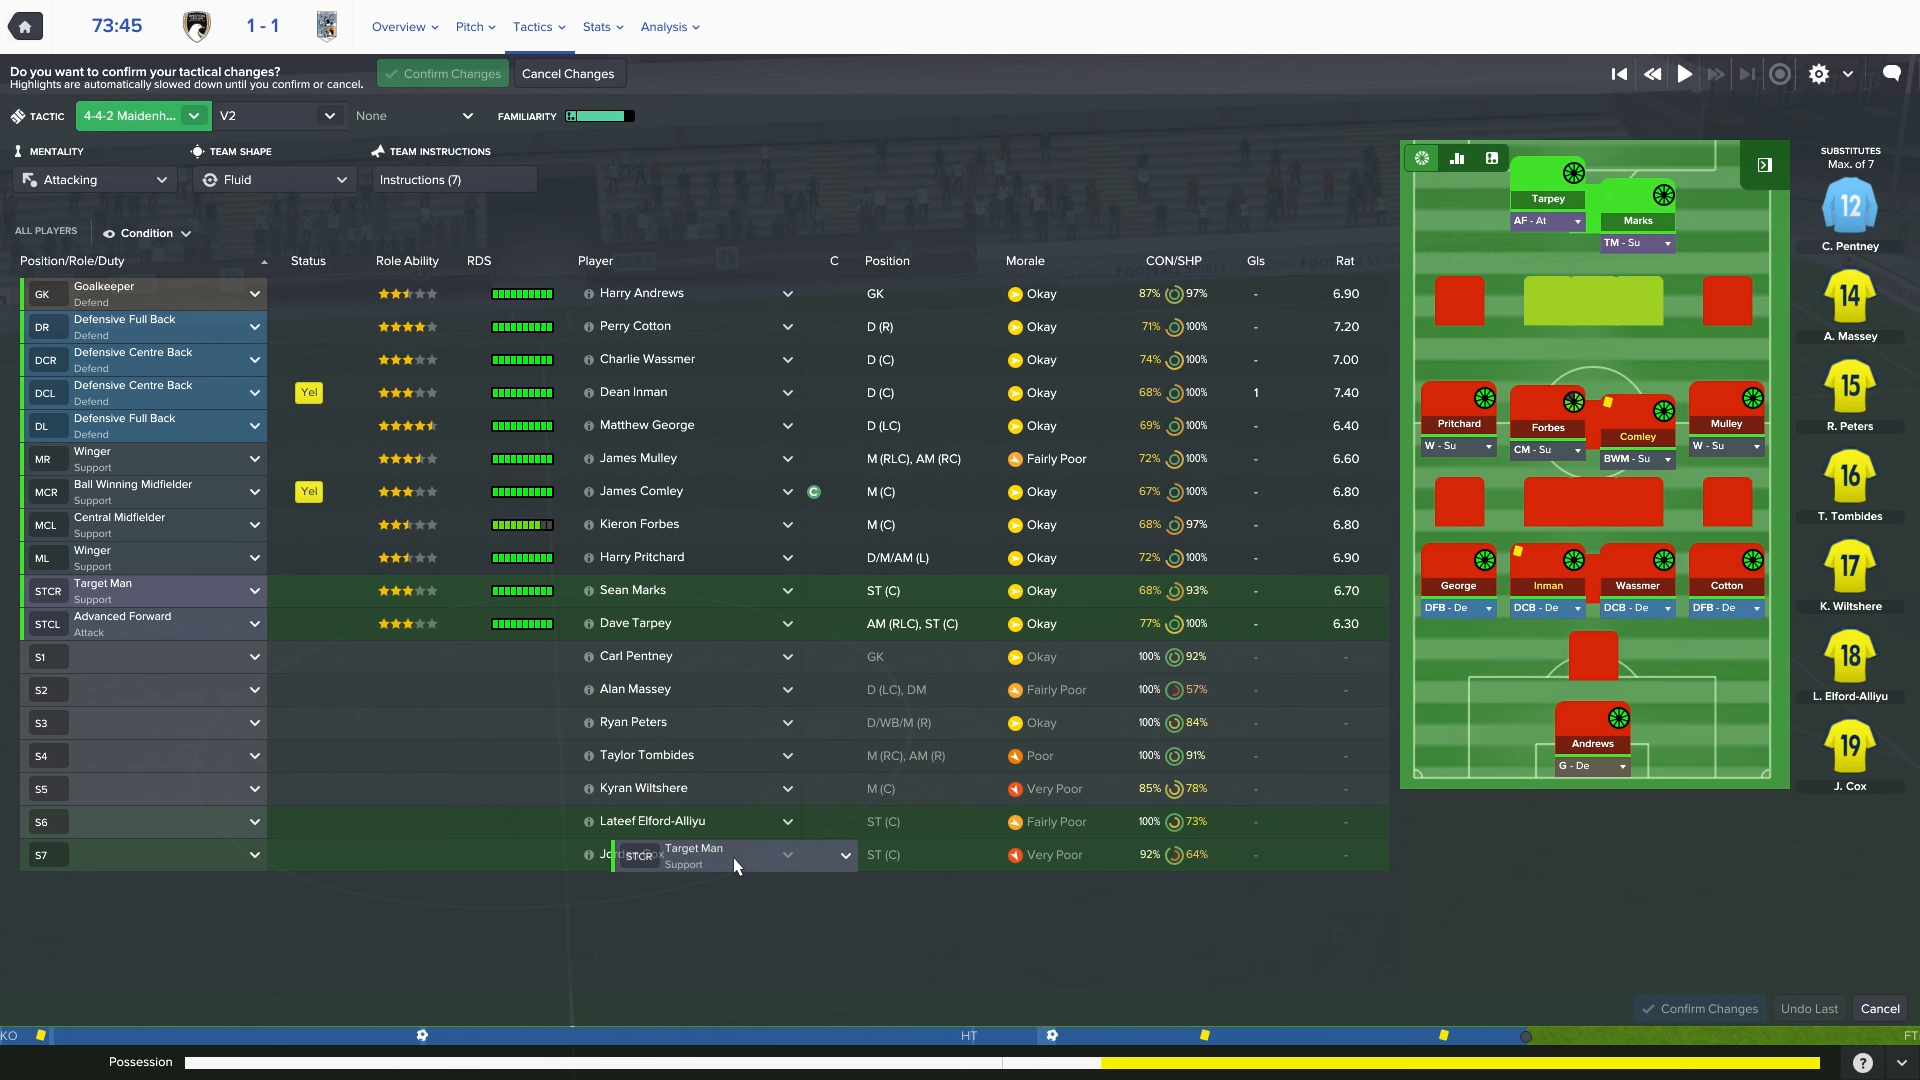 73:45
1 - 1
Overview
Pitch
Tactics
Stats
Analysis
Do you want to confirm your tactical changes?
Highlights are automatically slowed down until you confirm or cancel.
Confirm Changes
Cancel Changes
TACTIC
4-4-2 Maidenh...
V2
None
FAMILIARITY
MENTALITY
TEAM SHAPE
TEAM INSTRUCTIONS
Attacking
Fluid
Instructions (7)
ALL PLAYERS
Condition
Position/Role/Duty Status Role Ability RDS Player C Position Morale CON/SHP Gls Rat
GK Goalkeeper Defend Harry Andrews GK Okay 87% 97% - 6.90
DR Defensive Full Back Defend Perry Cotton D (R) Okay 71% 100% - 7.20
DCR Defensive Centre Back Defend Charlie Wassmer D (C) Okay 74% 100% - 7.00
DCL Defensive Centre Back Defend Yel Dean Inman D (C) Okay 68% 100% 1 7.40
DL Defensive Full Back Defend Matthew George D (LC) Okay 69% 100% - 6.40
MR Winger Support James Mulley M (RLC), AM (RC) Fairly Poor 72% 100% - 6.60
MCR Ball Winning Midfielder Support Yel James Comley C M (C) Okay 67% 100% - 6.80
MCL Central Midfielder Support Kieron Forbes M (C) Okay 68% 97% - 6.80
ML Winger Support Harry Pritchard D/M/AM (L) Okay 72% 100% - 6.90
STCR Target Man Support Sean Marks ST (C) Okay 68% 93% - 6.70
STCL Advanced Forward Attack Dave Tarpey AM (RLC), ST (C) Okay 77% 100% - 6.30
S1 Carl Pentney GK Okay 100% 92% - -
S2 Alan Massey D (LC), DM Fairly Poor 100% 57% - -
S3 Ryan Peters D/WB/M (R) Okay 100% 84% - -
S4 Taylor Tombides M (RC), AM (R) Poor 100% 91% - -
S5 Kyran Wiltshere M (C) Very Poor 85% 78% - -
S6 Lateef Elford-Alliyu ST (C) Fairly Poor 100% 73% - -
S7 Jordan Cox STCR Target Man Support ST (C) Very Poor 92% 64% - -
Tarpey
AF - At
Marks
TM - Su
Pritchard
W - Su
Forbes
CM - Su
Comley
BWM - Su
Mulley
W - Su
George
DFB - De
Inman
DCB - De
Wassmer
DCB - De
Cotton
DFB - De
Andrews
G - De
SUBSTITUTES
Max. of 7
12
C. Pentney
14
A. Massey
15
R. Peters
16
T. Tombides
17
K. Wiltshere
18
L. Elford-Alliyu
19
J. Cox
Confirm Changes
Undo Last
Cancel
KO
HT
FT
Possession
?